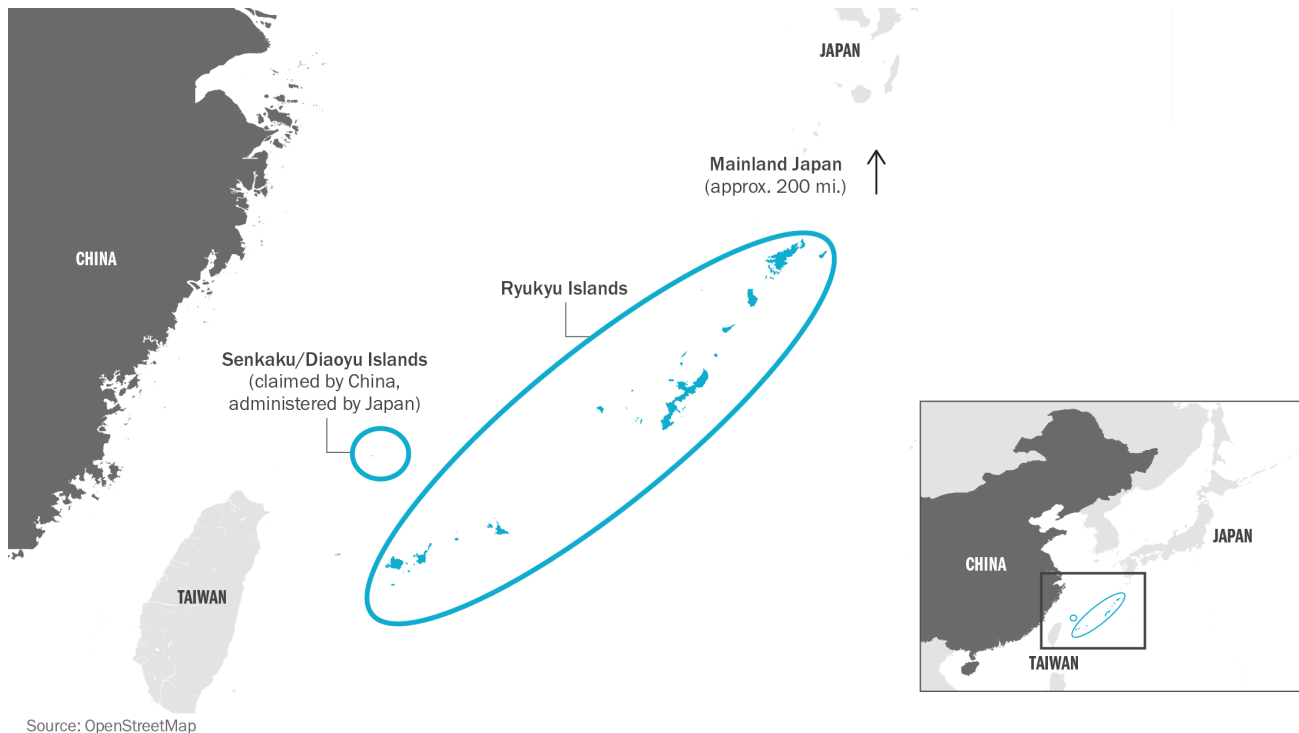 JAPAN
Mainland Japan
(approx. 200 mi.)
CHINA
Ryukyu Islands
Senkaku/Diaoyu Islands
(claimed by China,
administered by Japan)
TAIWAN
JAPAN
CHINA
TAIWAN
Source: OpenStreetMap